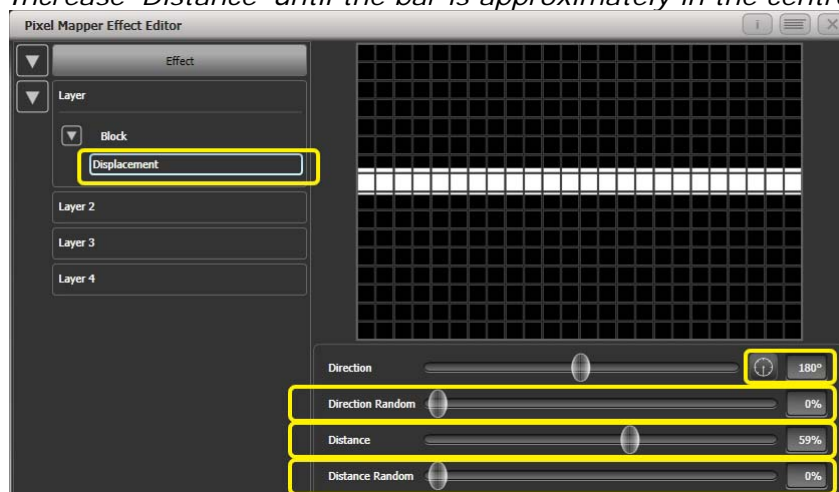 Increase 'Distance' until the bar is approximately in the centre
Pixel Mapper Effect Editor
Effect
Layer
Block
Displacement
Layer 2
Layer 3
Layer 4
Direction 180°
Direction Random 0%
Distance 59%
Distance Random 0%